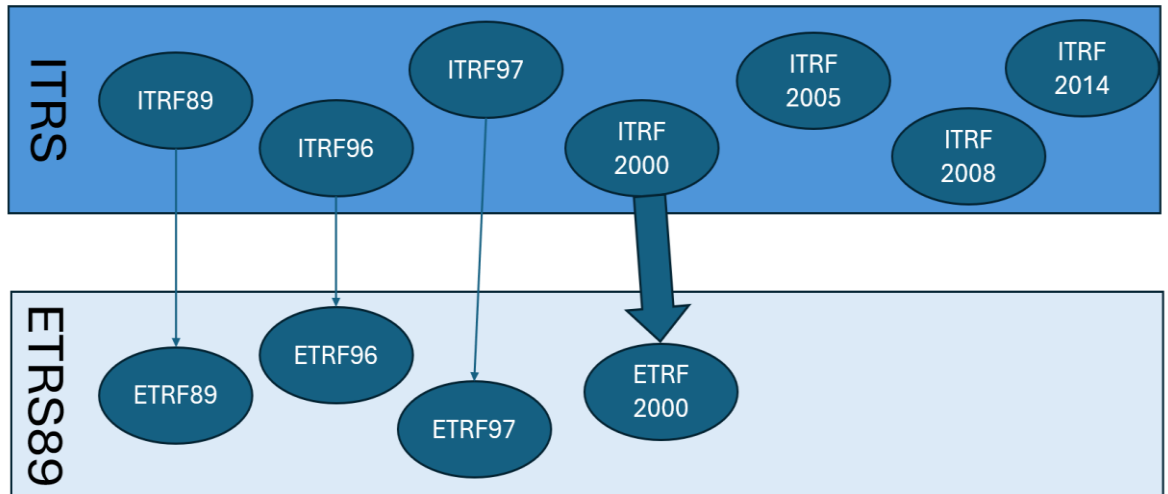 ITRS
ITRF89
ITRF96
ITRF97
ITRF
2000
ITRF
2005
ITRF
2008
ITRF
2014
ETRS89
ETRF89
ETRF96
ETRF97
ETRF
2000